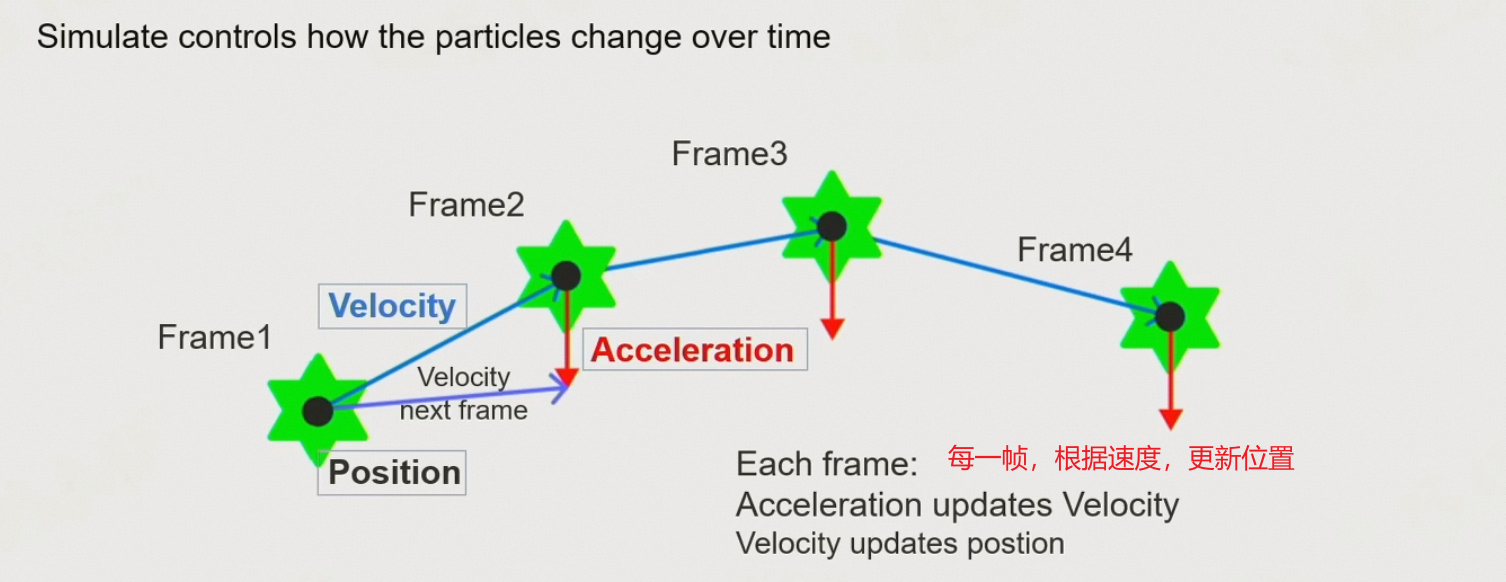 Simulate controls how the particles change over time
Frame3
Frame2
Frame4
Velocity
Frame1
Acceleration
Velocity
next frame
Position
Each frame: 每一帧，根据速度，更新位置
Acceleration updates Velocity
Velocity updates postion